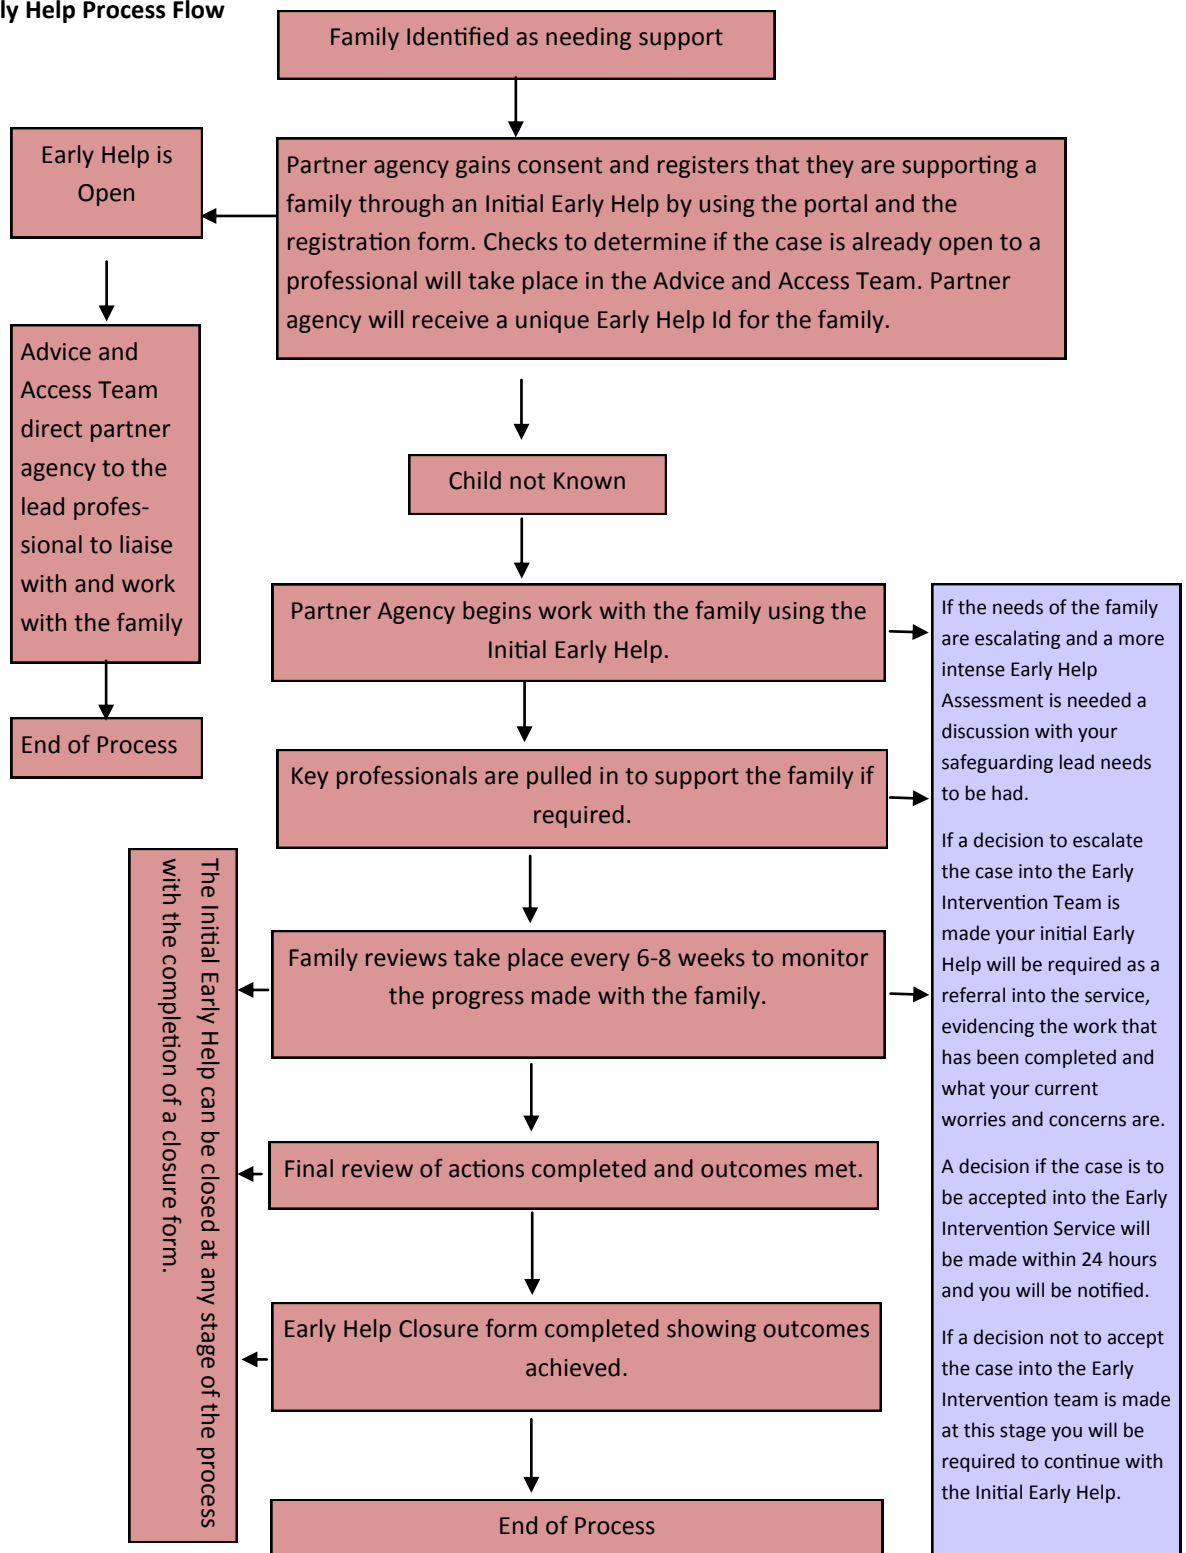 ly Help Process Flow
Family Identified as needing support
Early Help is
Open
Partner agency gains consent and registers that they are supporting a
family through an Initial Early Help by using the portal and the
registration form. Checks to determine if the case is already open to a
professional will take place in the Advice and Access Team. Partner
agency will receive a unique Early Help Id for the family.
Advice and
Access Team
direct partner
agency to the
lead profes-
sional to liaise
with and work
with the family
End of Process
Child not Known
Partner Agency begins work with the family using the
Initial Early Help.
Key professionals are pulled in to support the family if
required.
Family reviews take place every 6-8 weeks to monitor
the progress made with the family.
Final review of actions completed and outcomes met.
Early Help Closure form completed showing outcomes
achieved.
End of Process
The Initial Early Help can be closed at any stage of the process
with the completion of a closure form.
If the needs of the family
are escalating and a more
intense Early Help
Assessment is needed a
discussion with your
safeguarding lead needs
to be had.
If a decision to escalate
the case into the Early
Intervention Team is
made your initial Early
Help will be required as a
referral into the service,
evidencing the work that
has been completed and
what your current
worries and concerns are.
A decision if the case is to
be accepted into the Early
Intervention Service will
be made within 24 hours
and you will be notified.
If a decision not to accept
the case into the Early
Intervention team is made
at this stage you will be
required to continue with
the Initial Early Help.